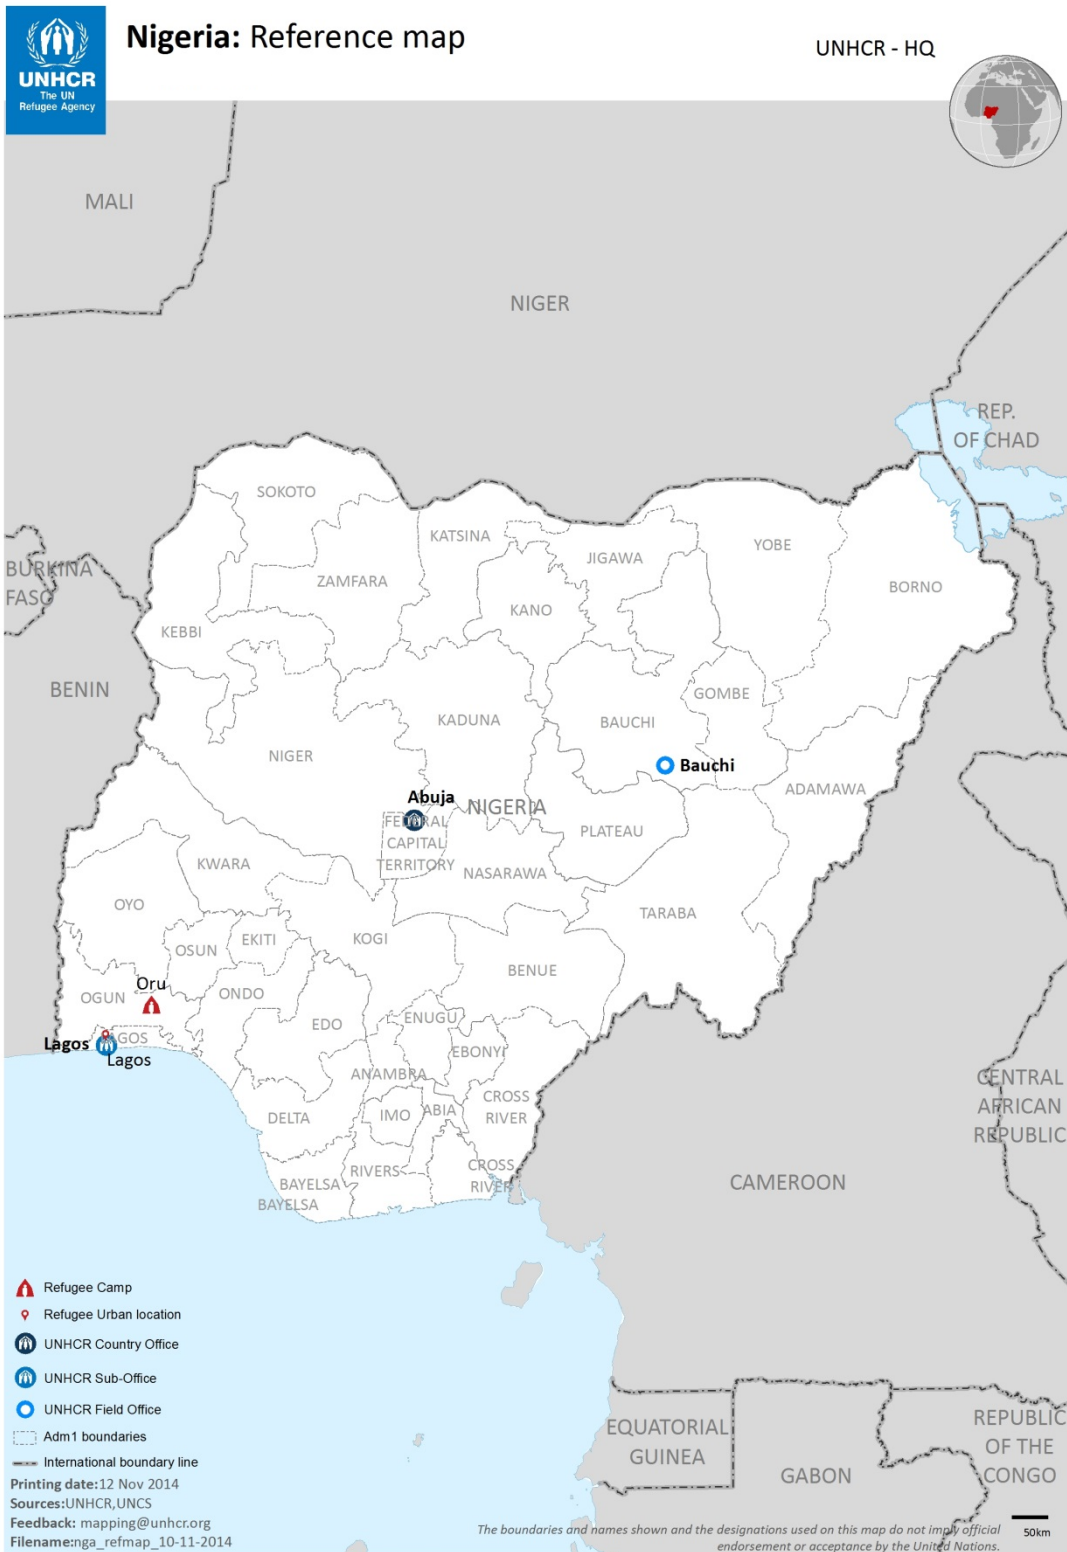 UNHCR
The UN
Refugee Agency
Nigeria: Reference map
UNHCR - HQ
MALI
NIGER
REP.
OF CHAD
SOKOTO
KATSINA
JIGAWA
YOBE
BURKINA
FASO
ZAMFARA
KANO
BORNO
KEBBI
BENIN
GOMBE
KADUNA
BAUCHI
NIGER
Bauchi
ADAMAWA
Abuja
NIGERIA
FEDERAL
CAPITAL
TERRITORY
PLATEAU
KWARA
NASARAWA
OYO
TARABA
OSUN
EKITI
KOGI
BENUE
Oru
OGUN
ONDO
EDO
ENUGU
Lagos
LAGOS
Lagos
EBONYI
ANAMBRA
CENTRAL
AFRICAN
REPUBLIC
DELTA
IMO
ABIA
CROSS
RIVER
RIVERS
CROSS
RIVER
BAYELSA
BAYELSA
CAMEROON
Refugee Camp
Refugee Urban location
UNHCR Country Office
UNHCR Sub-Office
UNHCR Field Office
Adm1 boundaries
International boundary line
EQUATORIAL
GUINEA
GABON
REPUBLIC
OF THE
CONGO
Printing date:12 Nov 2014
Sources:UNHCR,UNCS
Feedback: mapping@unhcr.org
Filename:nga_refmap_10-11-2014
The boundaries and names shown and the designations used on this map do not imply official
endorsement or acceptance by the United Nations.
50km